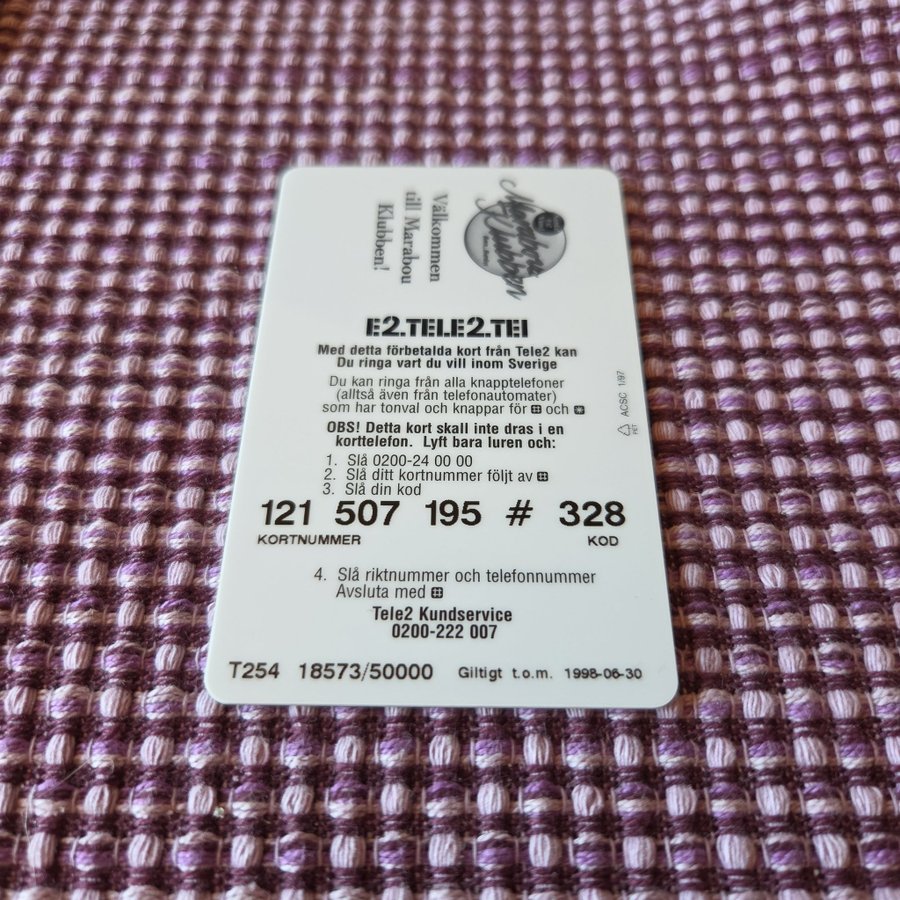 Välkommen
till Marabou
Klubben!
Marabou
Klubben
E2.TELE2.TEL
Med detta förbetalda kort från Tele2 kan
Du ringa vart du vill inom Sverige
Du kan ringa från alla knapptelefoner
(alltså även från telefonautomater)
som har tonval och knappar för # och *
OBS! Detta kort skall inte dras i en
korttelefon. Lyft bara luren och:
1. Slå 0200-24 00 00
2. Slå ditt kortnummer följt av #
3. Slå din kod
121 507 195 # 328
KORTNUMMER KOD
4. Slå riktnummer och telefonnummer
Avsluta med #
Tele2 Kundservice
0200-222 007
T254 18573/50000 Giltigt t.o.m. 1998-06-30
PET ACSC 1/97